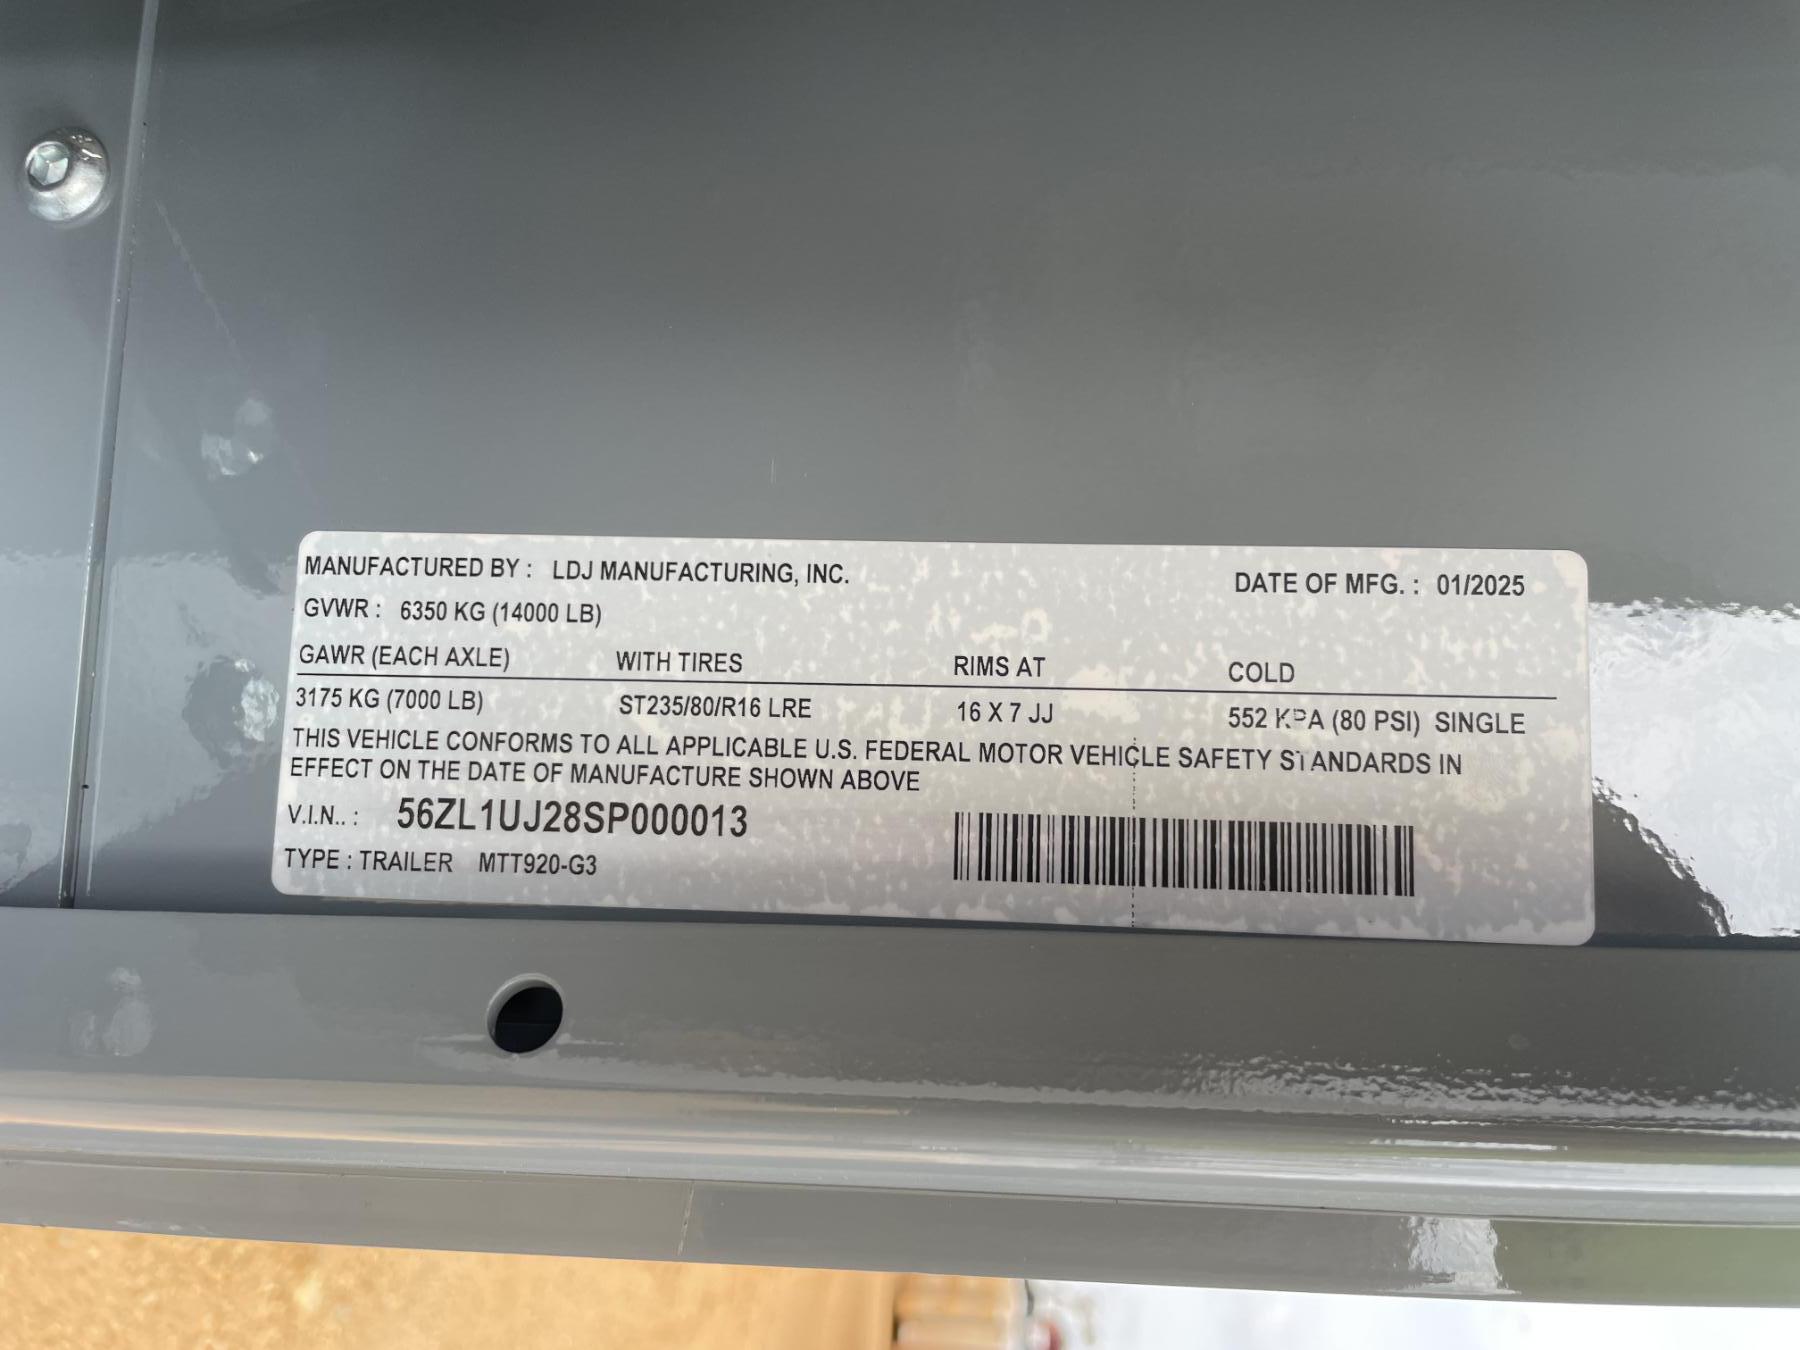 MANUFACTURED BY : LDJ MANUFACTURING, INC. DATE OF MFG. : 01/2025
GVWR : 6350 KG (14000 LB)
GAWR (EACH AXLE) WITH TIRES RIMS AT COLD
3175 KG (7000 LB) ST235/80/R16 LRE 16 X 7 JJ 552 KPA (80 PSI) SINGLE
THIS VEHICLE CONFORMS TO ALL APPLICABLE U.S. FEDERAL MOTOR VEHICLE SAFETY STANDARDS IN
EFFECT ON THE DATE OF MANUFACTURE SHOWN ABOVE
V.I.N.. : 56ZL1UJ28SP000013
TYPE : TRAILER MTT920-G3